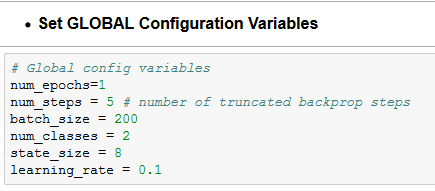 • Set GLOBAL Configuration Variables
# Global config variables
num_epochs=1
num_steps = 5 # number of truncated backprop steps
batch_size = 200
num_classes = 2
state_size = 8
learning_rate = 0.1